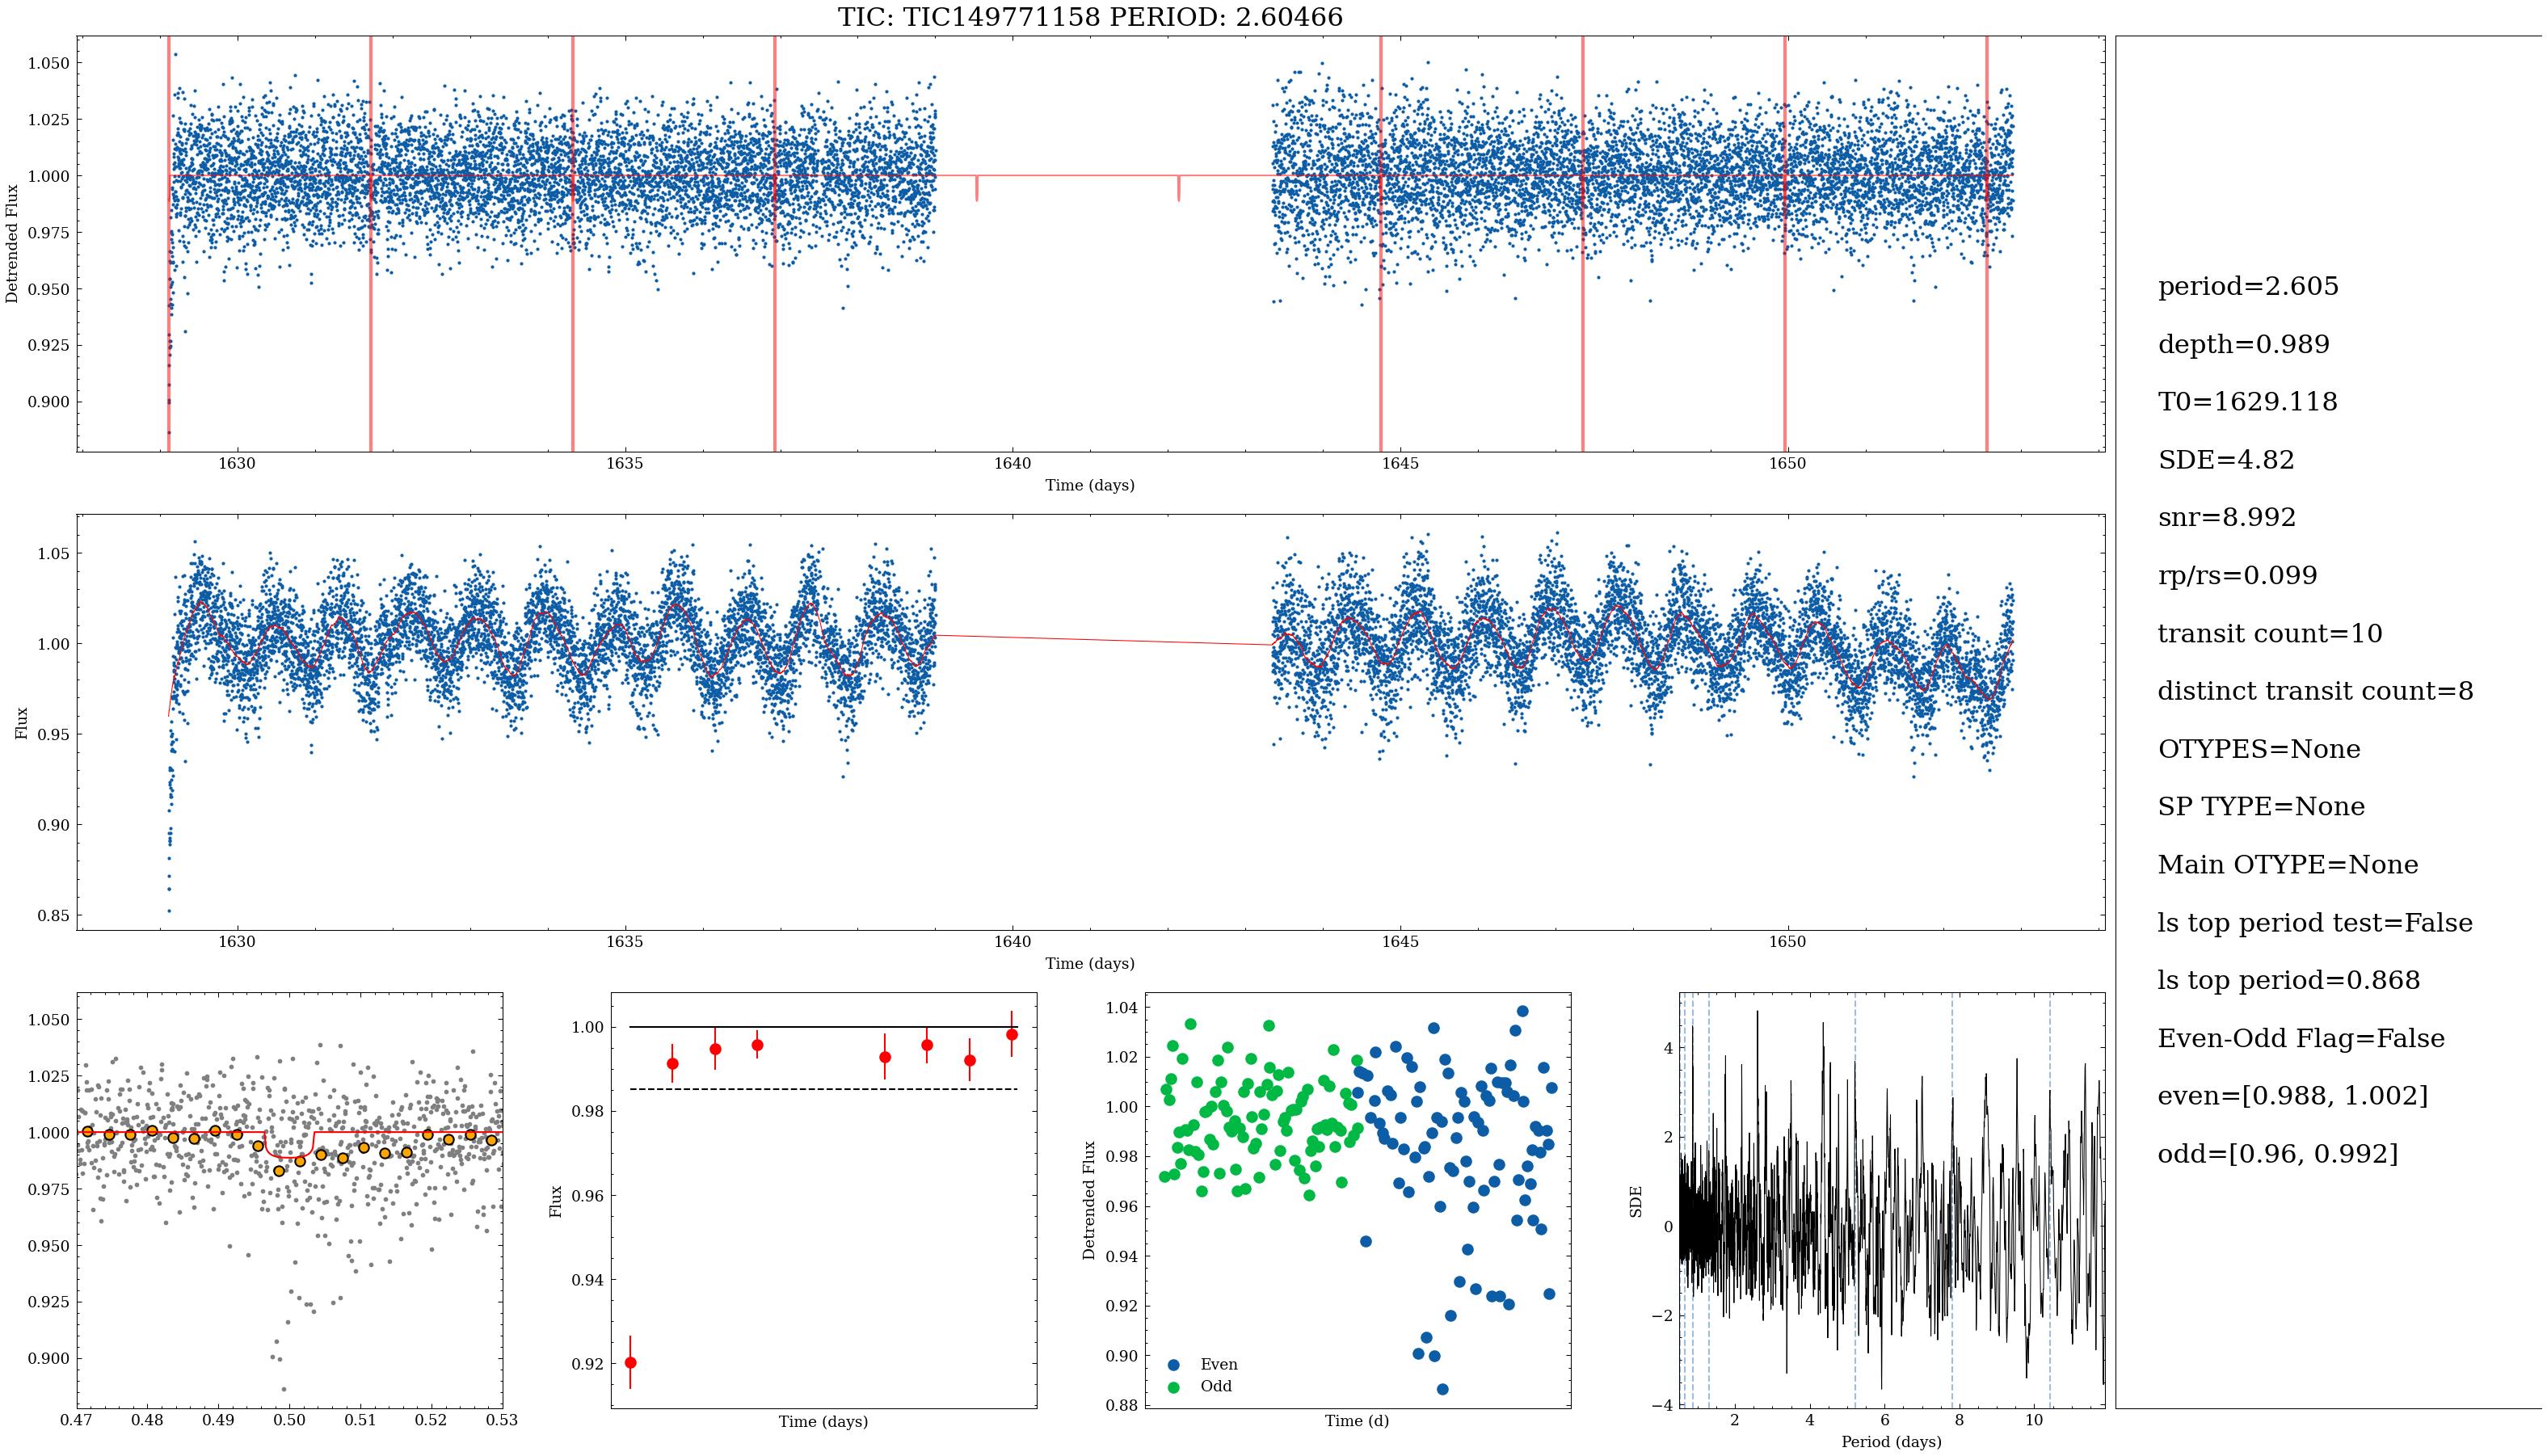 TIC: TIC149771158 PERIOD: 2.60466
1.050
1.025
1.000
0.975
0.950
0.925
0.900
Detrended Flux
1630
1635
1640
1645
1650
Time (days)
1.05
1.00
0.95
0.90
0.85
Flux
1630
1635
1640
1645
1650
Time (days)
period=2.605
depth=0.989
T0=1629.118
SDE=4.82
snr=8.992
rp/rs=0.099
transit count=10
distinct transit count=8
OTYPES=None
SP TYPE=None
Main OTYPE=None
ls top period test=False
ls top period=0.868
Even-Odd Flag=False
even=[0.988, 1.002]
odd=[0.96, 0.992]
1.050
1.025
1.000
0.975
0.950
0.925
0.900
0.47
0.48
0.49
0.50
0.51
0.52
0.53
1.00
0.98
0.96
0.94
0.92
Flux
Time (days)
1.04
1.02
1.00
0.98
0.96
0.94
0.92
0.90
0.88
Detrended Flux
Even
Odd
Time (d)
4
2
0
−2
−4
SDE
2
4
6
8
10
Period (days)